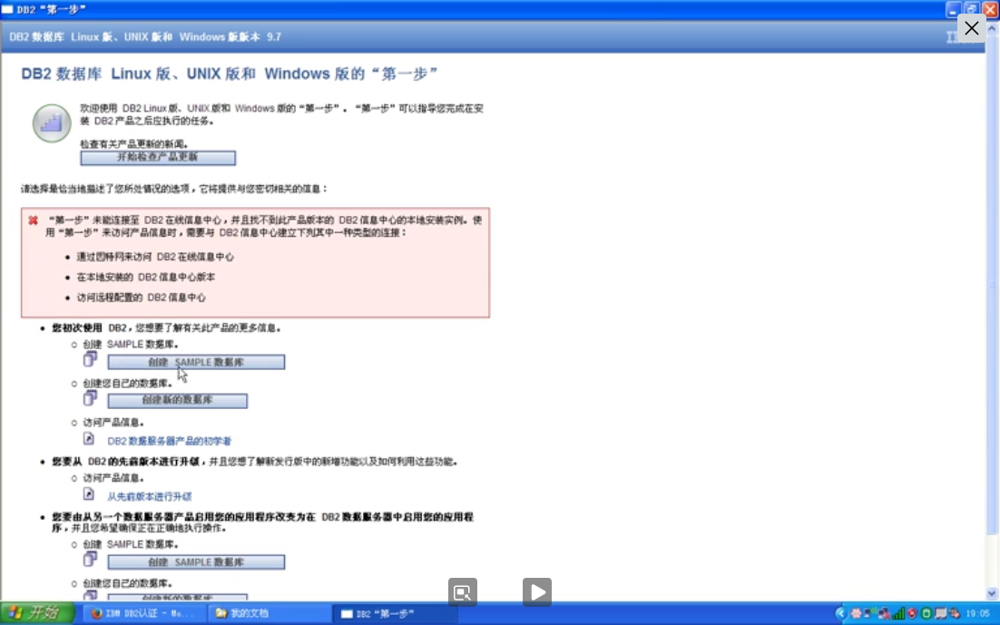 DB2“第一步”
DB2 数据库 Linux 版、UNIX 版和 Windows 版版本 9.7
DB2 数据库 Linux 版、UNIX 版和 Windows 版的“第一步”
欢迎使用 DB2 Linux 版、UNIX 版和 Windows 版的“第一步”。“第一步”可以指导您完成在安
装 DB2 产品之后应执行的任务。
检查有关产品更新的新闻。
开始检查产品更新
请选择最恰当地描述了您所处情况的选项，它将提供与您密切相关的信息：
“第一步”未能连接至 DB2 在线信息中心，并且找不到此产品版本的 DB2 信息中心的本地安装实例。使
用“第一步”来访问产品信息时，需要与 DB2 信息中心建立下列其中一种类型的连接：
• 通过因特网来访问 DB2 在线信息中心
• 在本地安装的 DB2 信息中心版本
• 访问远程配置的 DB2 信息中心
• 您初次使用 DB2，您想要了解有关此产品的更多信息。
○ 创建 SAMPLE 数据库。
创建 SAMPLE 数据库
○ 创建您自己的数据库。
创建新的数据库
○ 访问产品信息。
DB2 数据服务器产品的初学者
• 您要从 DB2 的先前版本进行升级，并且您想了解新发行版中的新增功能以及如何利用这些功能。
○ 访问产品信息。
从先前版本进行升级
• 您要由从另一个数据服务器产品启用您的应用程序改变为在 DB2 数据服务器中启用您的应用程
序，并且您希望确保正在正确地执行操作。
○ 创建 SAMPLE 数据库。
创建 SAMPLE 数据库
○ 创建您自己的数据库。
创建新的数据库
开始 IBM DB2认证 - Mo... 我的文档 DB2“第一步” 19:05